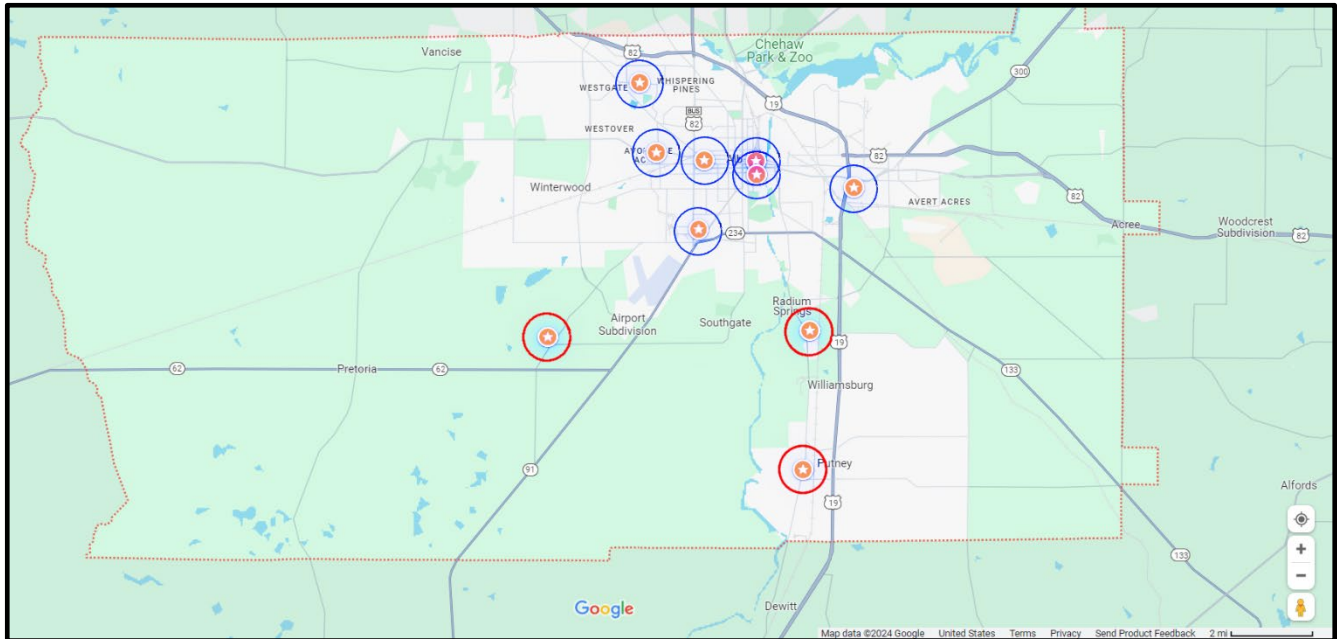 Vancise
82
Chehaw
Park & Zoo
300
WESTGATE
WHISPERING
PINES
19
BUS
82
WESTOVER
82
Winterwood
82
AVERT ACRES
Acree
Woodcrest
Subdivision
82
234
Radium
Springs
Airport
Subdivision
Southgate
19
62
Pretoria
62
133
Williamsburg
91
Putney
19
Alfords
133
Google
Dewitt
Map data ©2024 Google United States Terms Privacy Send Product Feedback 2 mi